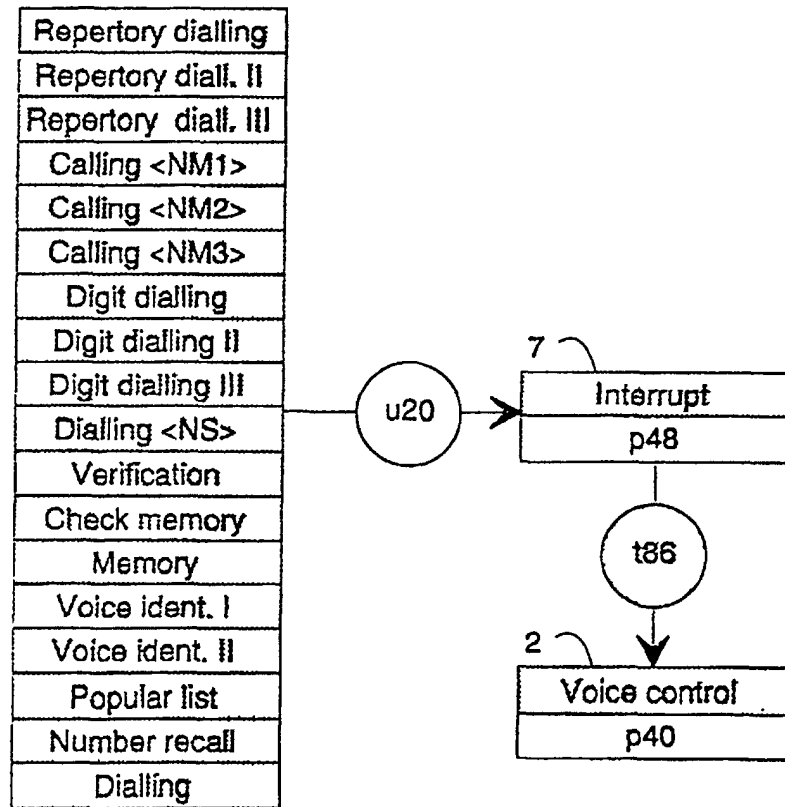 Repertory dialling
Repertory diall. II
Repertory diall. III
Calling <NM1>
Calling <NM2>
Calling <NM3>
Digit dialling
Digit dialling II
Digit dialling III
Dialling <NS>
Verification
Check memory
Memory
Voice ident. I
Voice ident. II
Popular list
Number recall
Dialling
u20
7
Interrupt
p48
t86
2
Voice control
p40